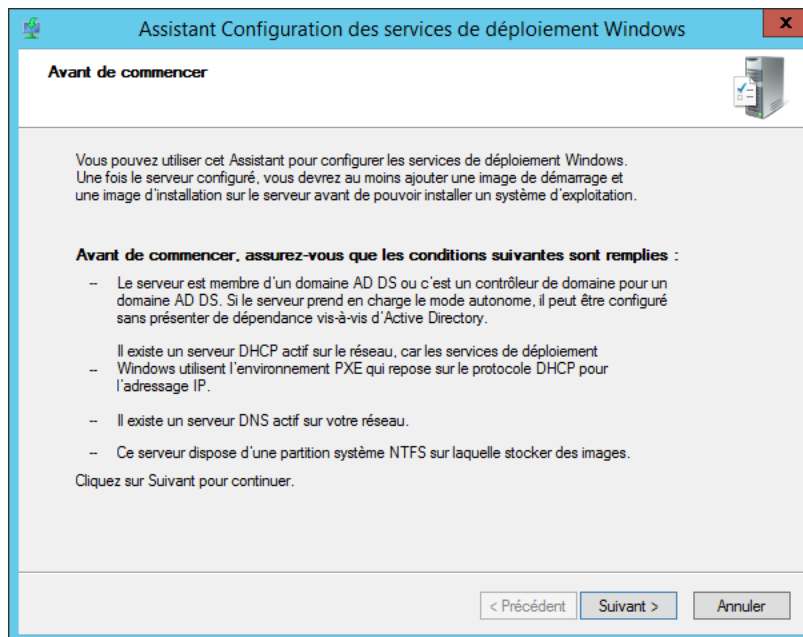 Assistant Configuration des services de déploiement Windows
x
Avant de commencer
Vous pouvez utiliser cet Assistant pour configurer les services de déploiement Windows.
Une fois le serveur configuré, vous devrez au moins ajouter une image de démarrage et
une image d'installation sur le serveur avant de pouvoir installer un système d'exploitation.
Avant de commencer, assurez-vous que les conditions suivantes sont remplies :
-- Le serveur est membre d'un domaine AD DS ou c'est un contrôleur de domaine pour un
domaine AD DS. Si le serveur prend en charge le mode autonome, il peut être configuré
sans présenter de dépendance vis-à-vis d'Active Directory.
Il existe un serveur DHCP actif sur le réseau, car les services de déploiement
-- Windows utilisent l'environnement PXE qui repose sur le protocole DHCP pour
l'adressage IP.
-- Il existe un serveur DNS actif sur votre réseau.
-- Ce serveur dispose d'une partition système NTFS sur laquelle stocker des images.
Cliquez sur Suivant pour continuer.
< Précédent Suivant > Annuler